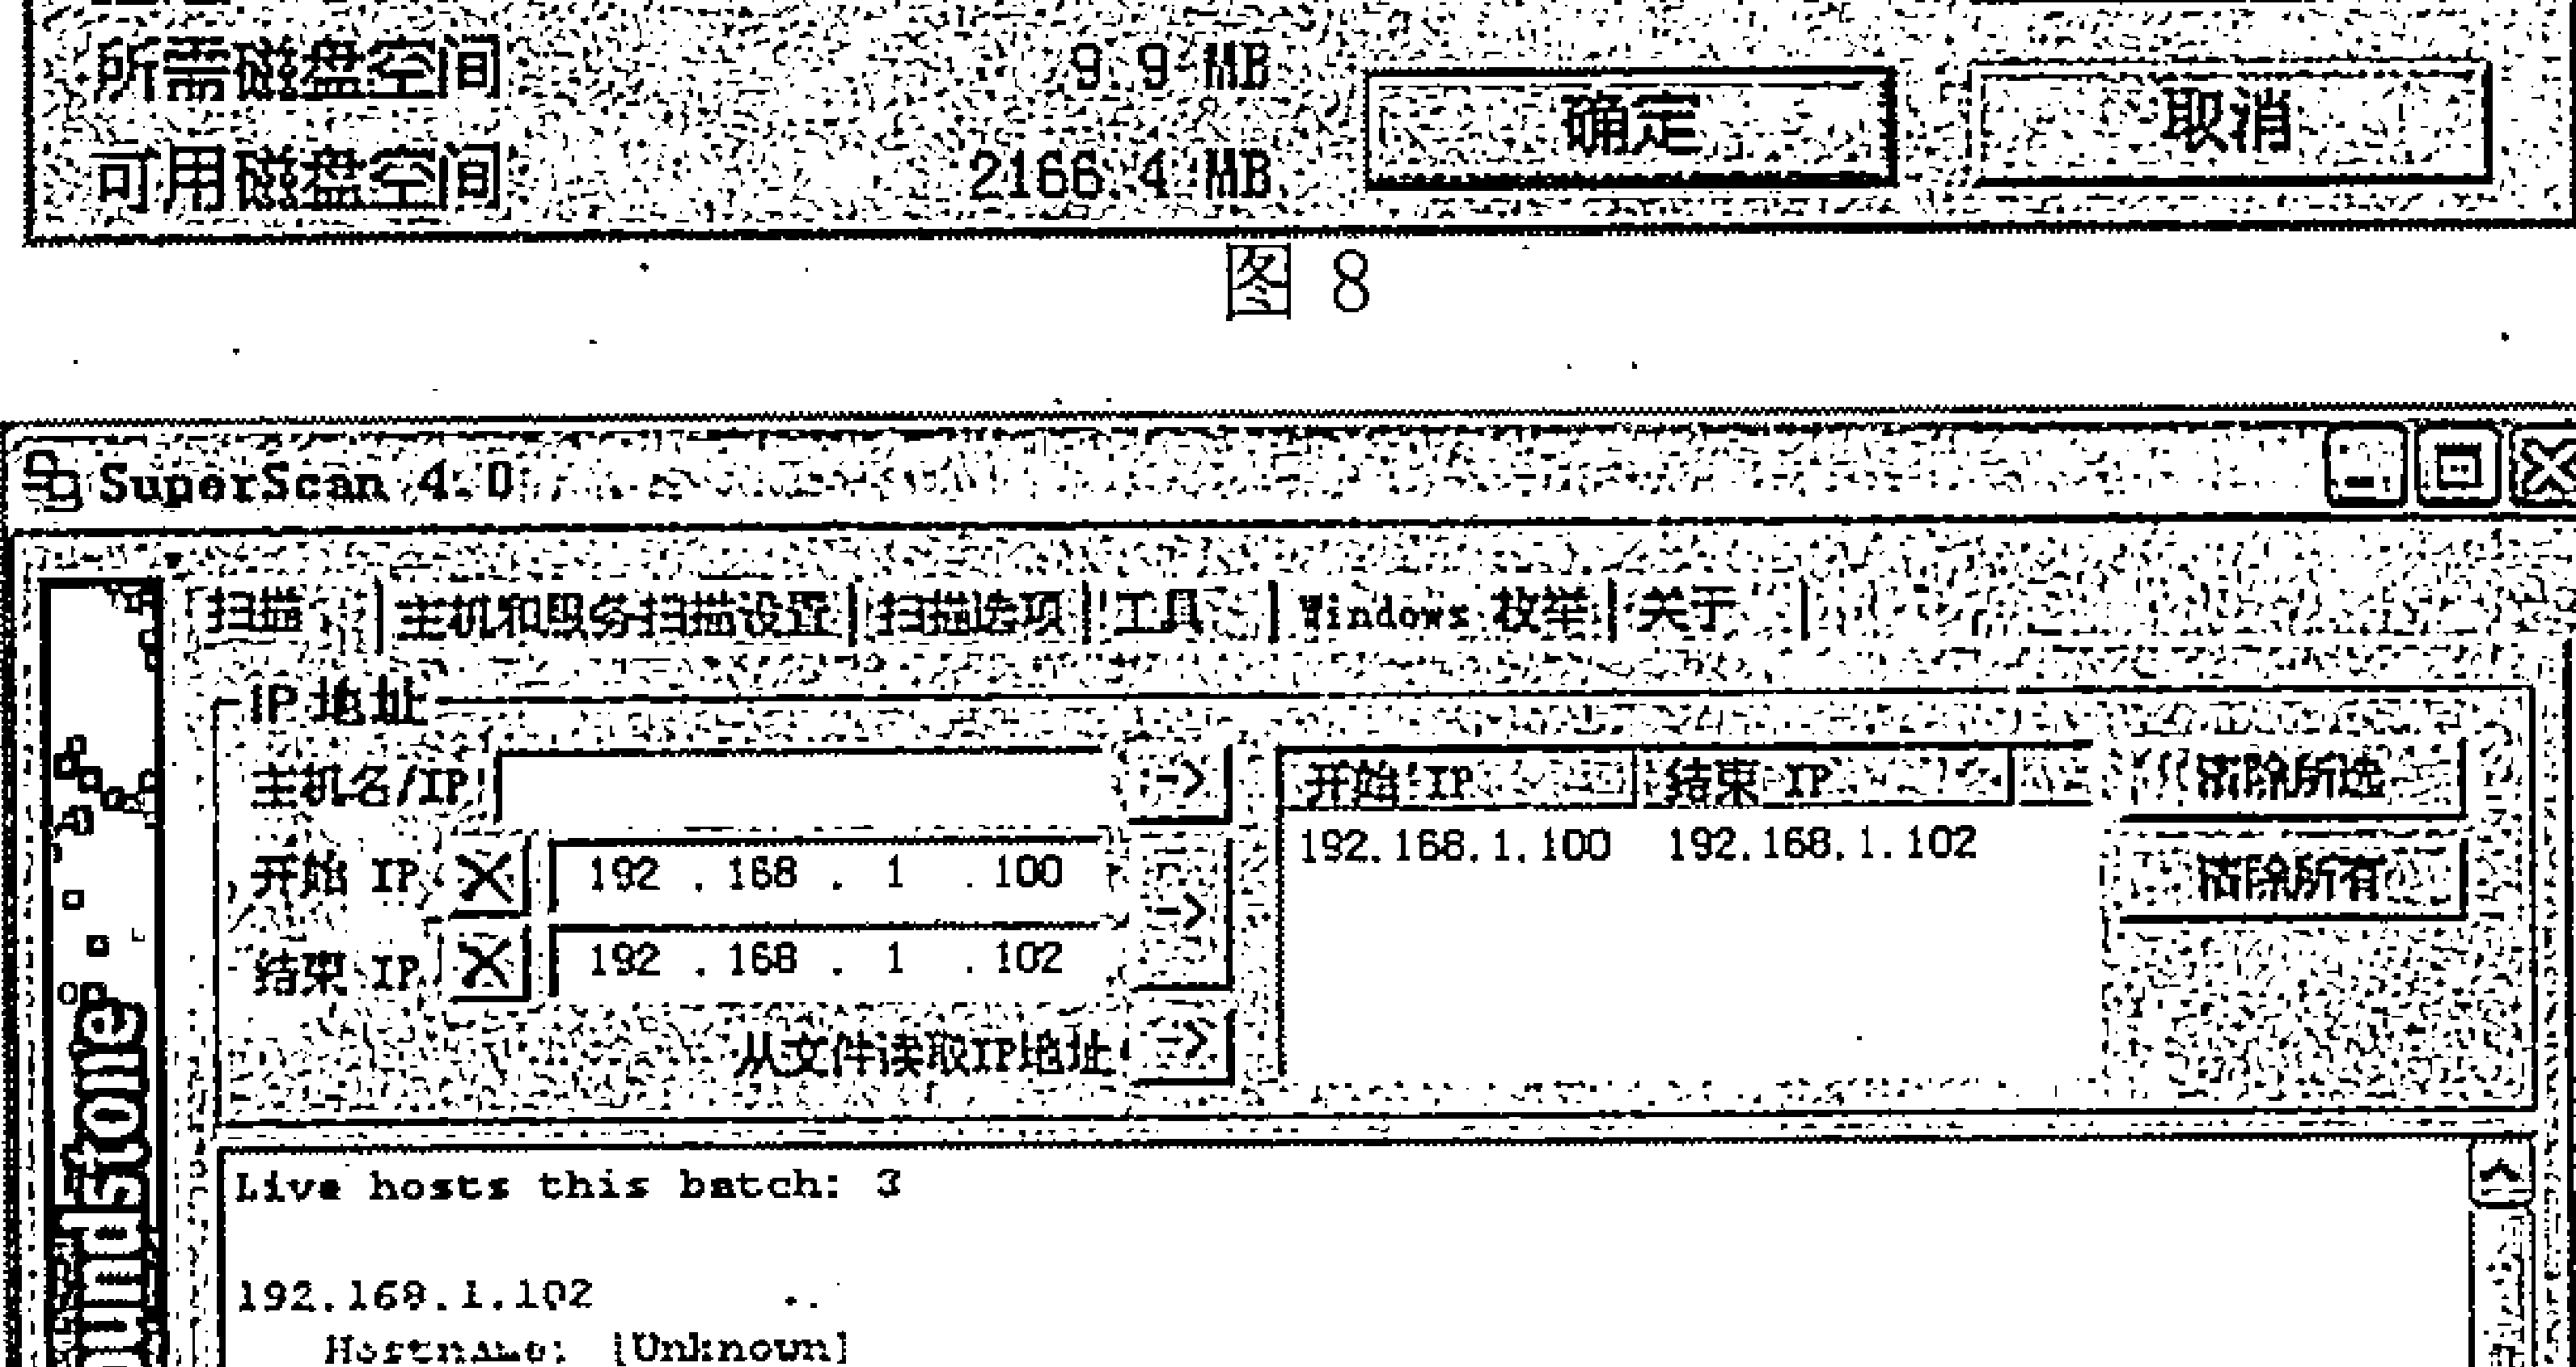 所需磁盘空间 9.9 MB
可用磁盘空间 2166.4 MB
确定 取消
图 8
SuperScan 4.0
扫描 主机和服务扫描设置 扫描选项 工具 Windows 枚举 关于
IP 地址
主机名/IP ->
开始 IP X 192 . 168 . 1 . 100
结束 IP X 192 . 168 . 1 . 102
->
从文件读取IP地址 ->
开始 IP 结束 IP
192.168.1.100 192.168.1.102
清除所选
清除所有
undstone
Live hosts this batch: 3
192.168.1.102
Hostname: [Unknown]